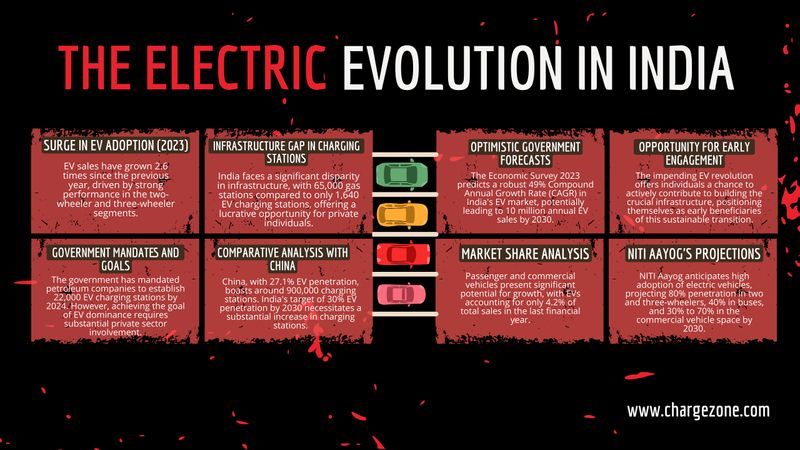 THE ELECTRIC EVOLUTION IN INDIA
SURGE IN EV ADOPTION (2023)
EV sales have grown 2.6
times since the previous
year, driven by strong
performance in the two-
wheeler and three-wheeler
segments.
INFRASTRUCTURE GAP IN CHARGING
STATIONS
India faces a significant disparity
in infrastructure, with 65,000 gas
stations compared to only 1,640
EV charging stations, offering a
lucrative opportunity for private
individuals.
OPTIMISTIC GOVERNMENT
FORECASTS
The Economic Survey 2023
predicts a robust 49% Compound
Annual Growth Rate (CAGR) in
India's EV market, potentially
leading to 10 million annual EV
sales by 2030.
OPPORTUNITY FOR EARLY
ENGAGEMENT
The impending EV revolution
offers individuals a chance to
actively contribute to building the
crucial infrastructure, positioning
themselves as early beneficiaries
of this sustainable transition.
GOVERNMENT MANDATES AND
GOALS
The government has mandated
petroleum companies to establish
22,000 EV charging stations by
2024. However, achieving the goal
of EV dominance requires
substantial private sector
involvement.
COMPARATIVE ANALYSIS WITH
CHINA
China, with 27.1% EV penetration,
boasts around 900,000 charging
stations. India's target of 30% EV
penetration by 2030 necessitates a
substantial increase in charging
stations.
MARKET SHARE ANALYSIS
Passenger and commercial
vehicles present significant
potential for growth, with EVs
accounting for only 4.2% of
total sales in the last financial
year.
NITI AAYOG'S PROJECTIONS
NITI Aayog anticipates high
adoption of electric vehicles,
projecting 80% penetration in two
and three-wheelers, 40% in buses,
and 30% to 70% in the
commercial vehicle space by
2030.
www.chargezone.com